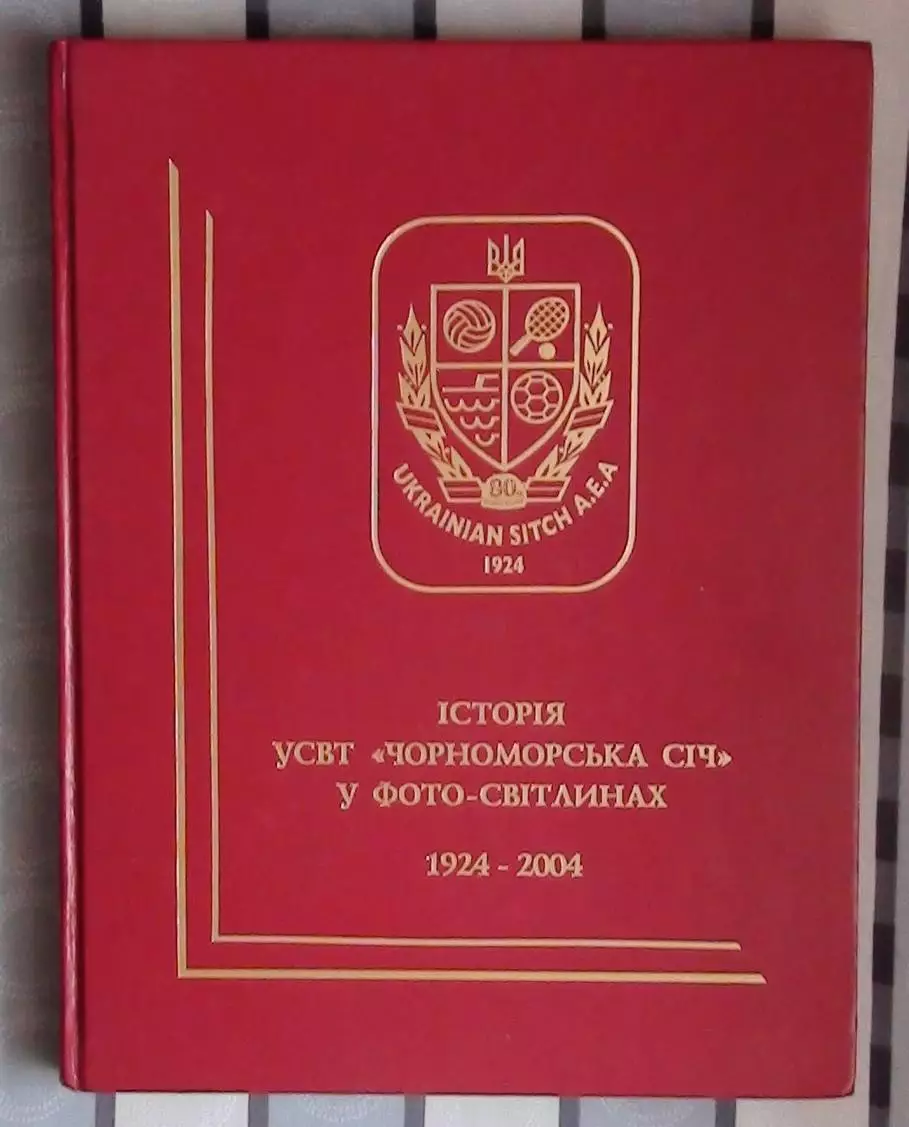 80
UKRAINIAN SITCH A.E.A
1924
ІСТОРІЯ
УСВТ «ЧОРНОМОРСЬКА СІЧ»
У ФОТО-СВІТЛИНАХ
1924 - 2004